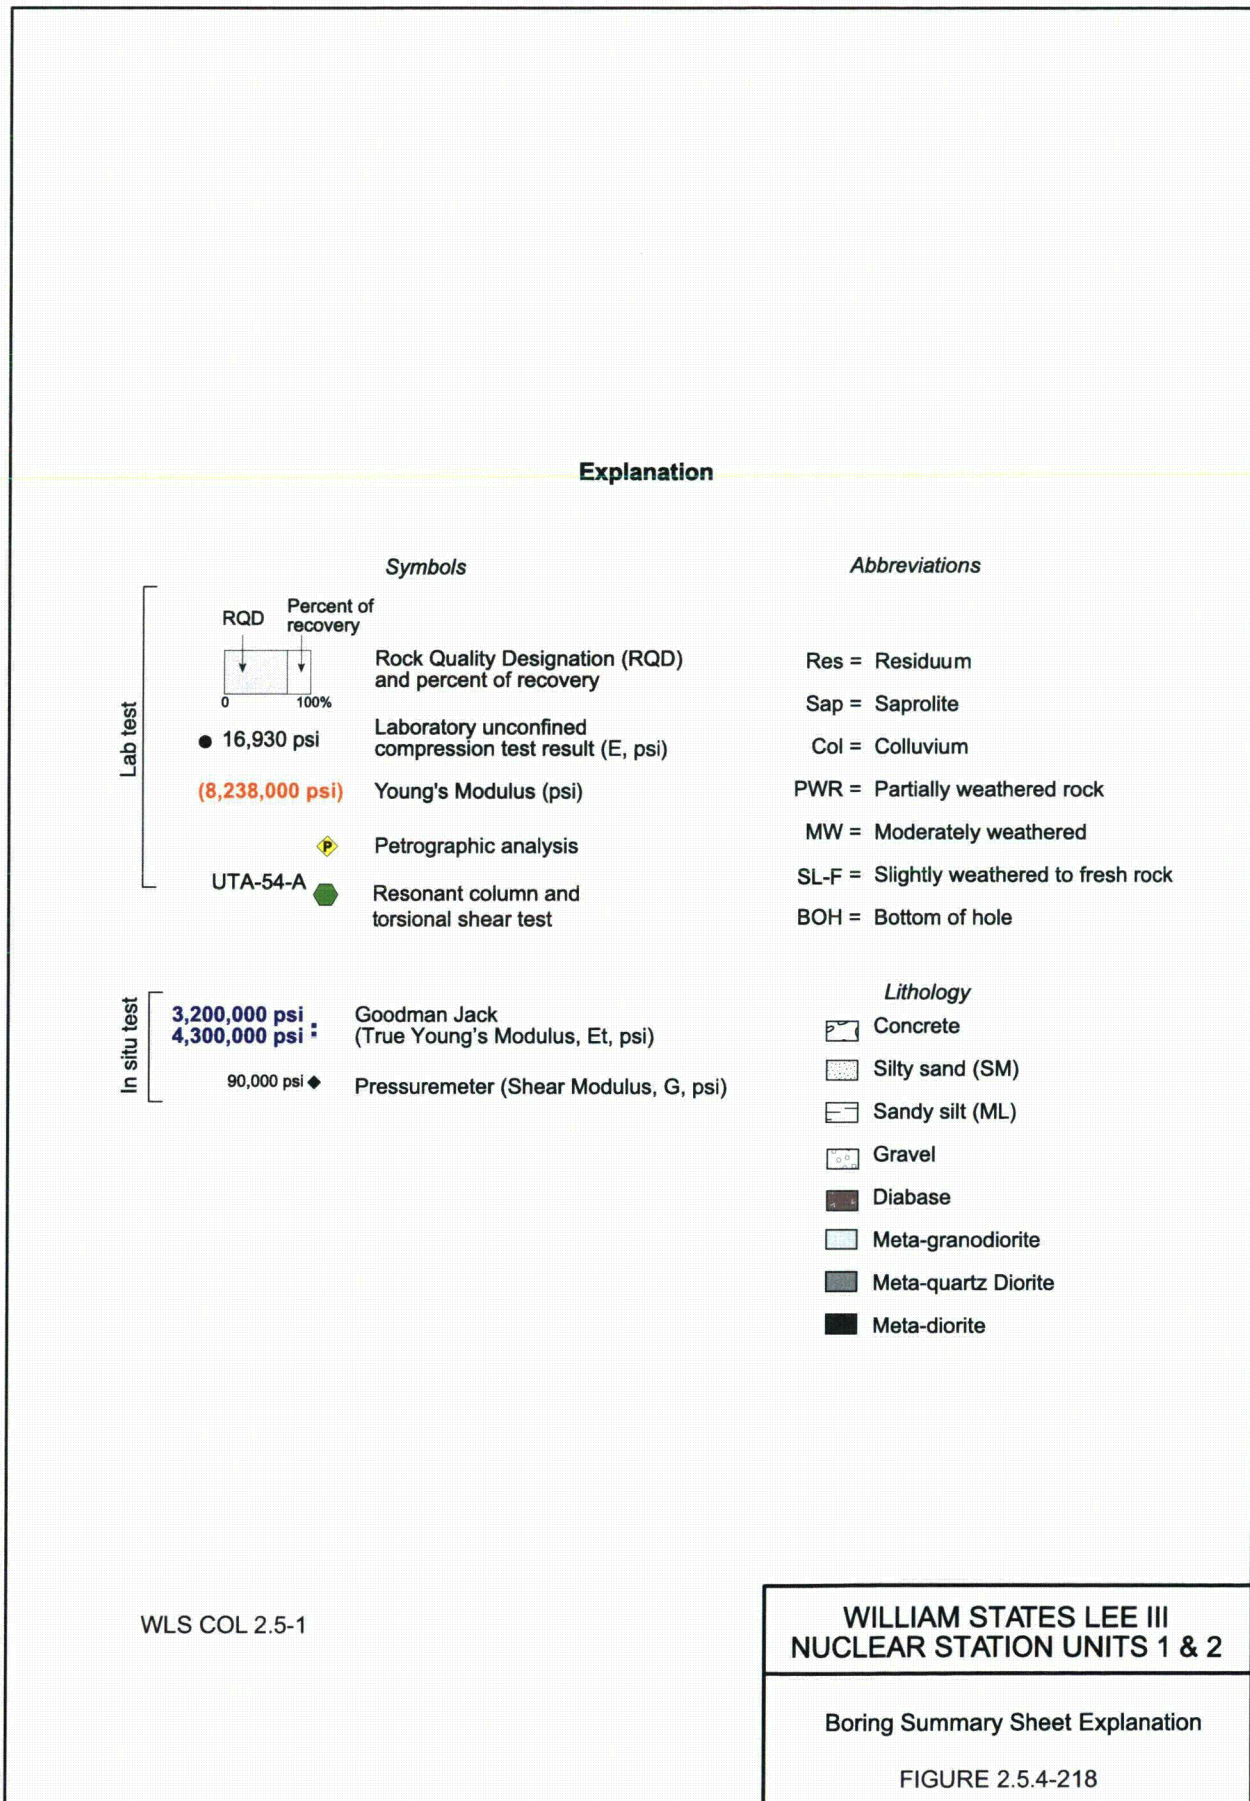 Explanation
Symbols
Lab test
RQD
Percent of
recovery
0
100%
Rock Quality Designation (RQD)
and percent of recovery
16,930 psi
Laboratory unconfined
compression test result (E, psi)
(8,238,000 psi)
Young's Modulus (psi)
P
Petrographic analysis
UTA-54-A
Resonant column and
torsional shear test
In situ test
3,200,000 psi
4,300,000 psi
Goodman Jack
(True Young's Modulus, Et, psi)
90,000 psi
Pressuremeter (Shear Modulus, G, psi)
Abbreviations
Res = Residuum
Sap = Saprolite
Col = Colluvium
PWR = Partially weathered rock
MW = Moderately weathered
SL-F = Slightly weathered to fresh rock
BOH = Bottom of hole
Lithology
Concrete
Silty sand (SM)
Sandy silt (ML)
Gravel
Diabase
Meta-granodiorite
Meta-quartz Diorite
Meta-diorite
WLS COL 2.5-1
WILLIAM STATES LEE III
NUCLEAR STATION UNITS 1 & 2
Boring Summary Sheet Explanation
FIGURE 2.5.4-218